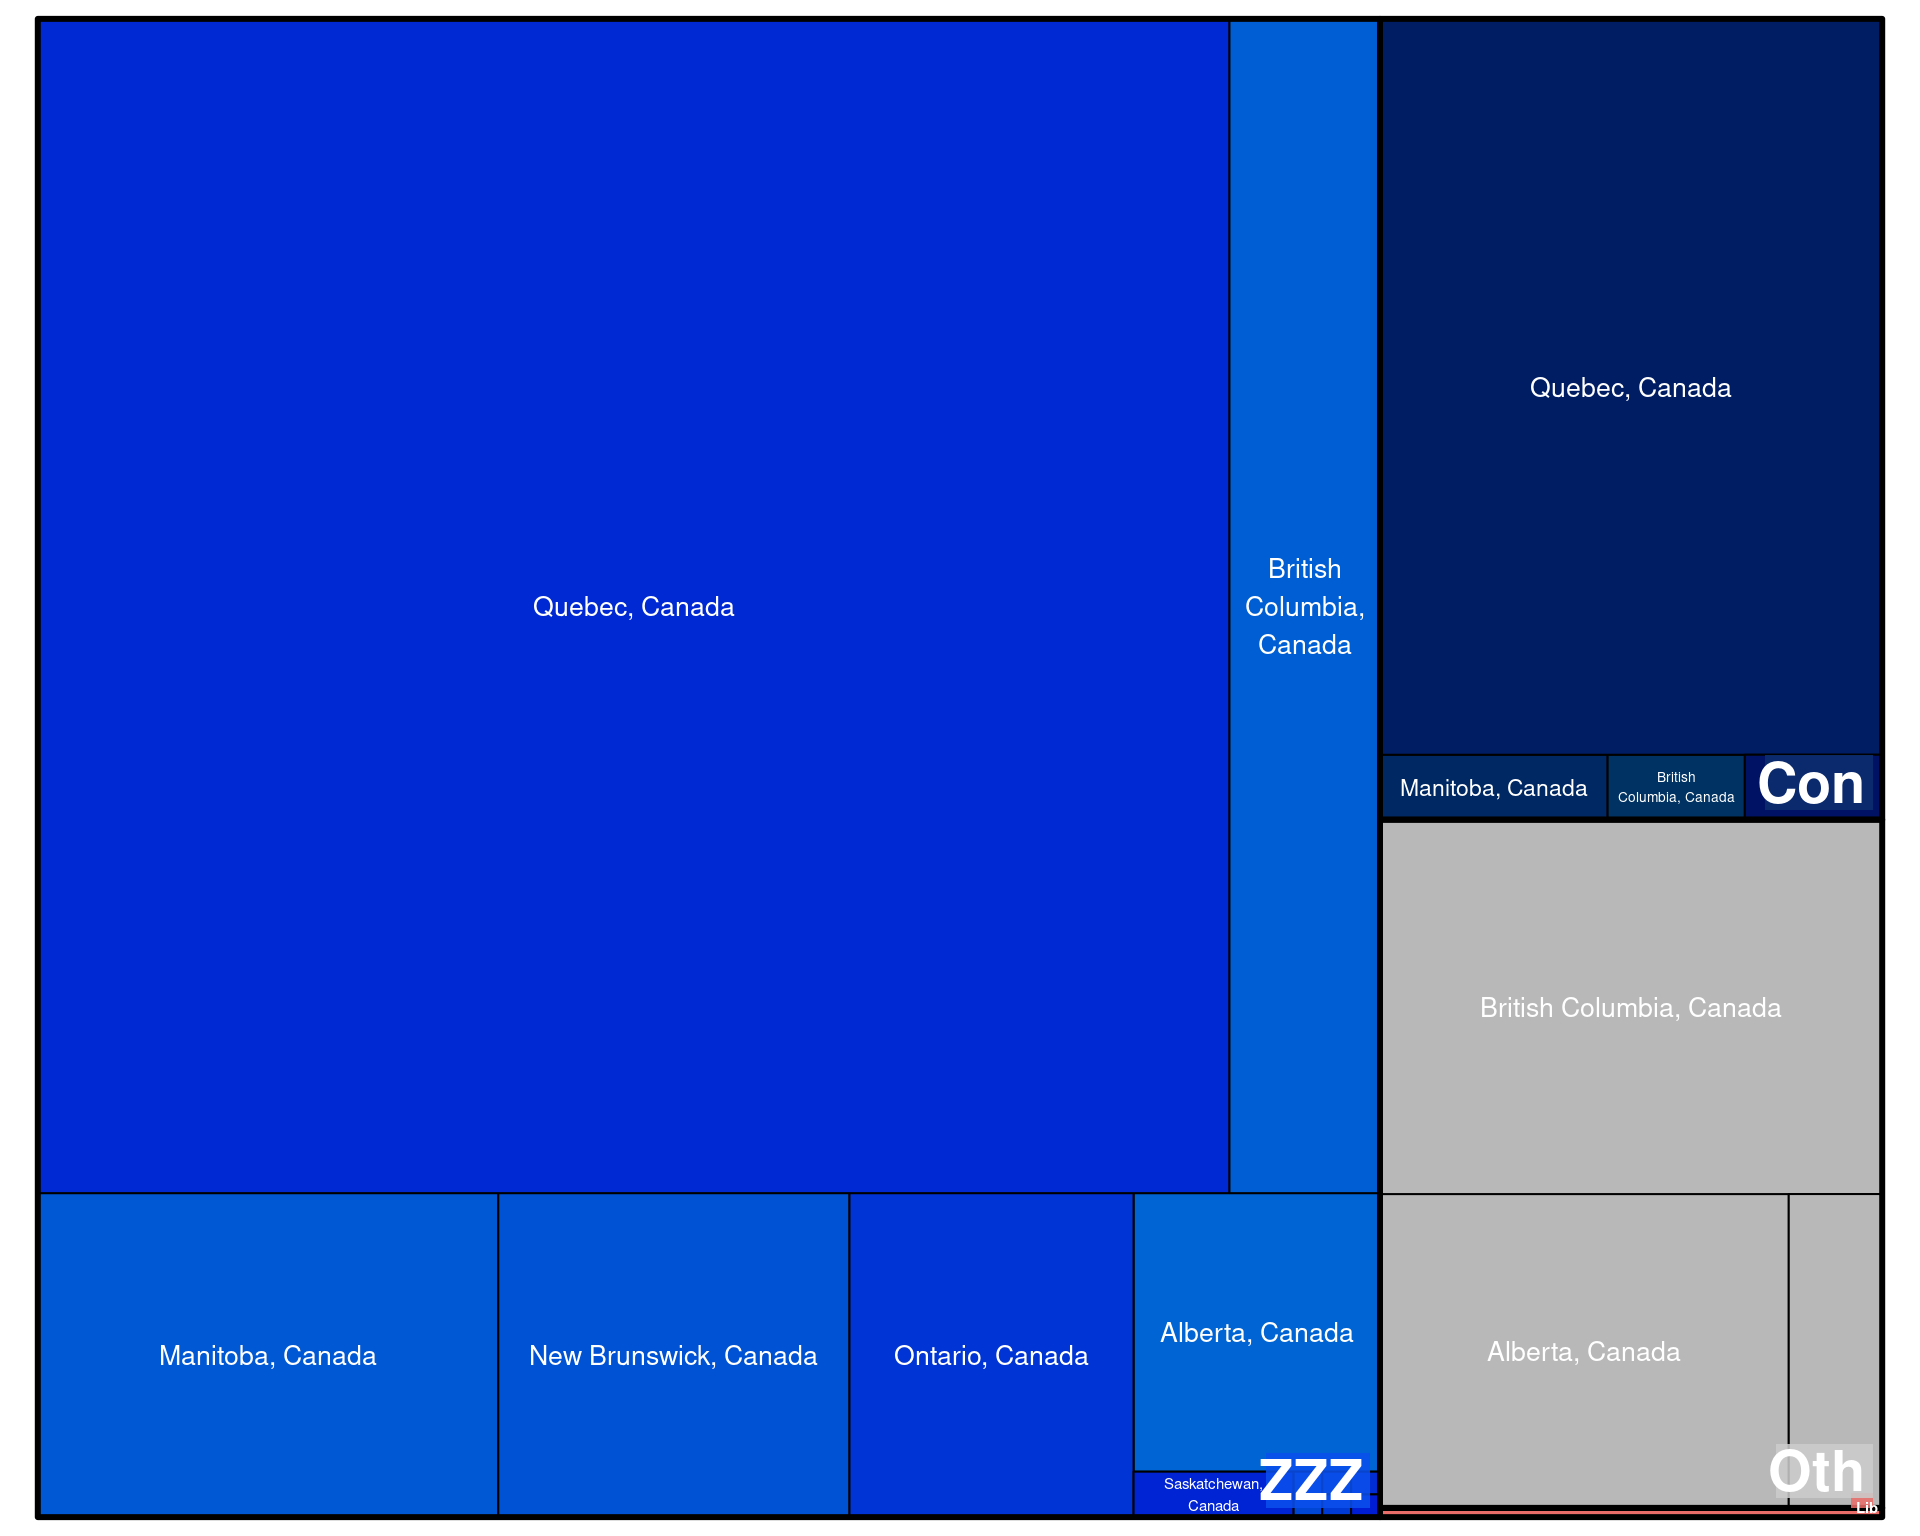 Quebec, Canada
British
Columbia,
Canada
Manitoba, Canada
New Brunswick, Canada
Ontario, Canada
Alberta, Canada
Saskatchewan,
Canada
ZZZ
Quebec, Canada
Manitoba, Canada
British
Columbia, Canada
Con
British Columbia, Canada
Alberta, Canada
Oth
Lib